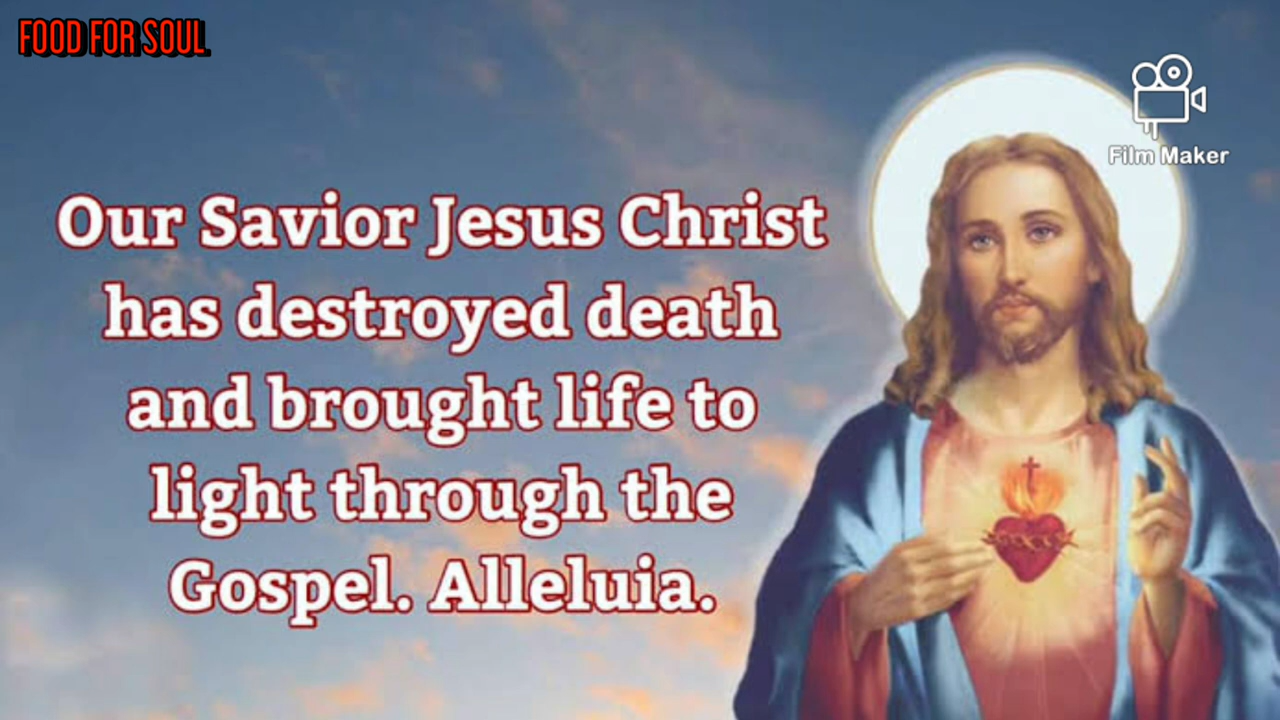 FOOD FOR SOUL
Film Maker
Our Savior Jesus Christ
has destroyed death
and brought life to
light through the
Gospel. Alleluia.